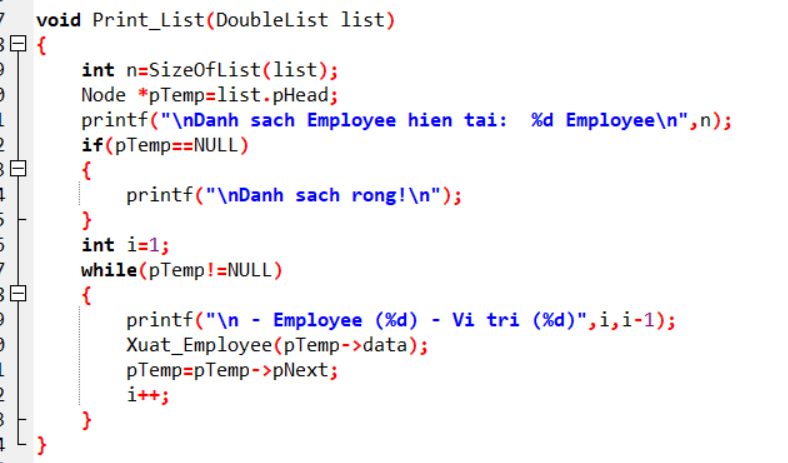 void Print_List(DoubleList list)
{
    int n=SizeOfList(list);
    Node *pTemp=list.pHead;
    printf("\nDanh sach Employee hien tai:  %d Employee\n",n);
    if(pTemp==NULL)
    {
        printf("\nDanh sach rong!\n");
    }
    int i=1;
    while(pTemp!=NULL)
    {
        printf("\n - Employee (%d) - Vi tri (%d)",i,i-1);
        Xuat_Employee(pTemp->data);
        pTemp=pTemp->pNext;
        i++;
    }
}